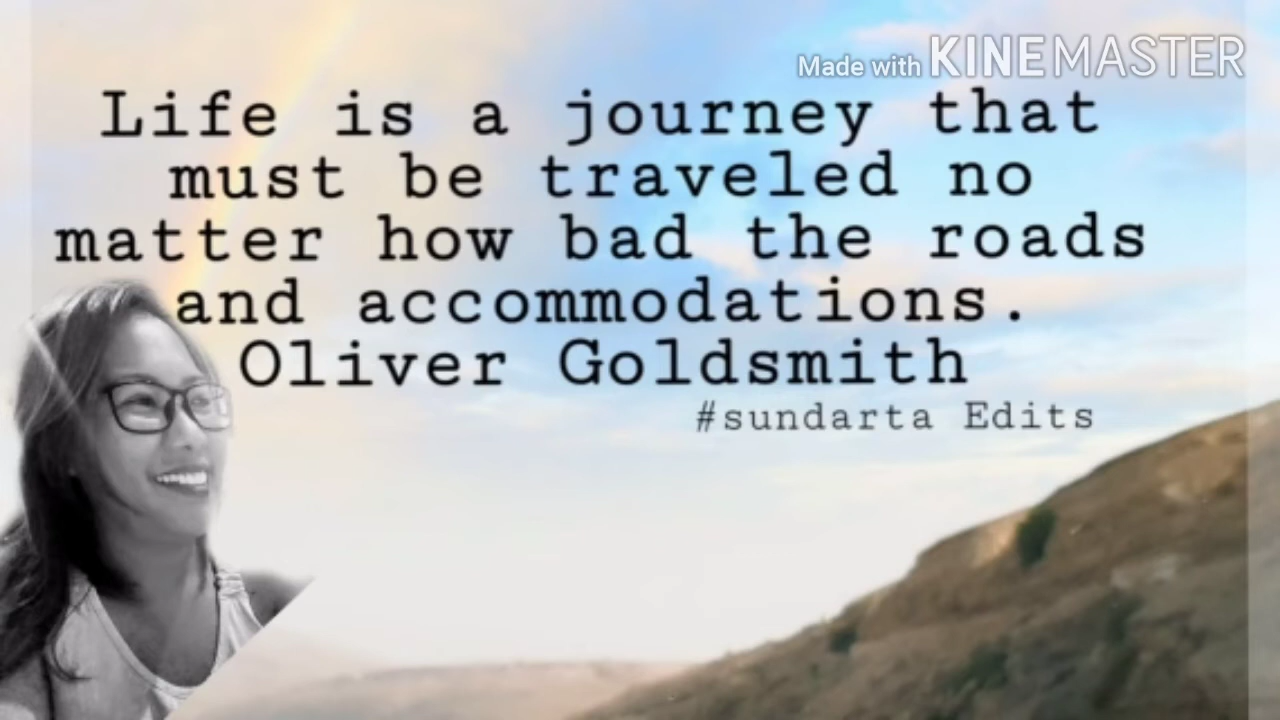 Made with KINEMASTER
Life is a journey that
must be traveled no
matter how bad the roads
and accommodations.
Oliver Goldsmith
#sundarta Edits